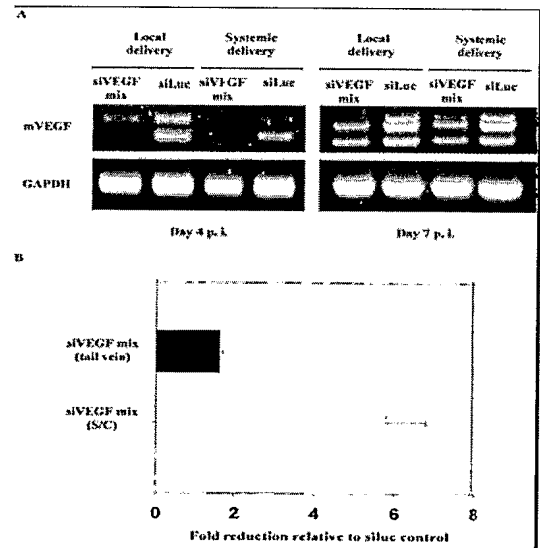 A
Local delivery
Systemic delivery
Local delivery
Systemic delivery
siVEGF mix
siLuc
siVEGF mix
siLuc
siVEGF mix
siLuc
siVEGF mix
siLuc
mVEGF
GAPDH
Day 4 p. i.
Day 7 p. i.
B
siVEGF mix
(tail vein)
siVEGF mix
(S/C)
0 2 4 6 8
Fold reduction relative to siluc control